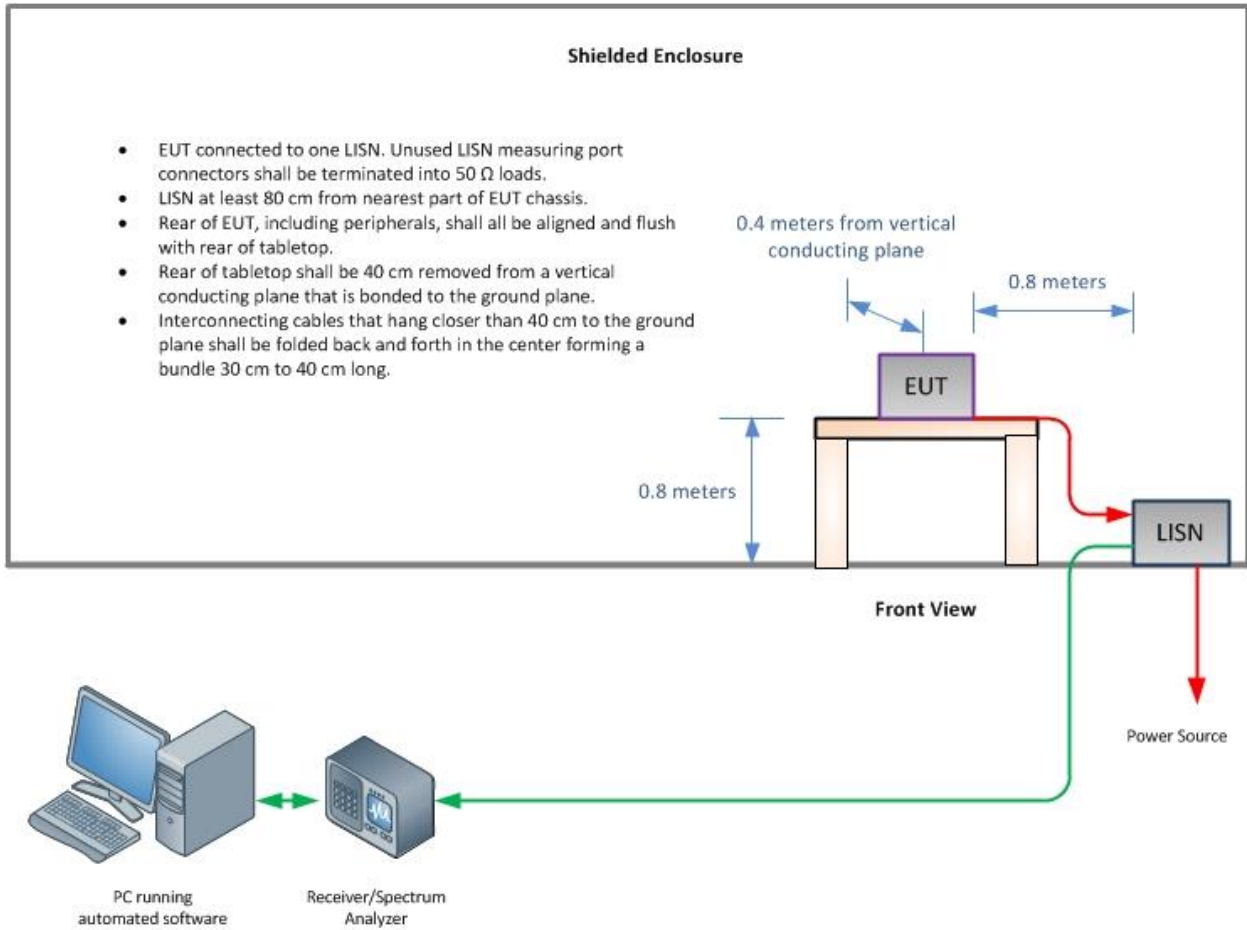 Shielded Enclosure
• EUT connected to one LISN. Unused LISN measuring port
connectors shall be terminated into 50 Ω loads.
• LISN at least 80 cm from nearest part of EUT chassis.
• Rear of EUT, including peripherals, shall all be aligned and flush
with rear of tabletop.
• Rear of tabletop shall be 40 cm removed from a vertical
conducting plane that is bonded to the ground plane.
• Interconnecting cables that hang closer than 40 cm to the ground
plane shall be folded back and forth in the center forming a
bundle 30 cm to 40 cm long.
0.4 meters from vertical
conducting plane
0.8 meters
EUT
0.8 meters
LISN
Front View
Power Source
PC running
automated software
Receiver/Spectrum
Analyzer